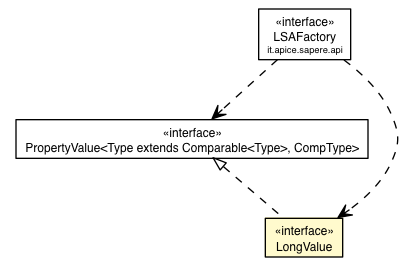 «interface»
LSAFactory
it.apice.sapere.api
«interface»
PropertyValue<Type extends Comparable<Type>, CompType>
«interface»
LongValue